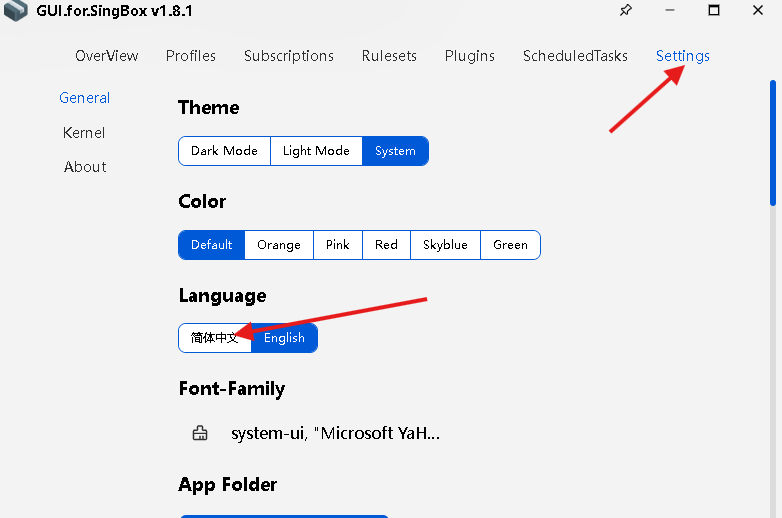 GUI.for.SingBox v1.8.1
OverView Profiles Subscriptions Rulesets Plugins ScheduledTasks Settings
General
Kernel
About
Theme
Dark Mode Light Mode System
Color
Default Orange Pink Red Skyblue Green
Language
简体中文 English
Font-Family
system-ui, "Microsoft YaH...
App Folder